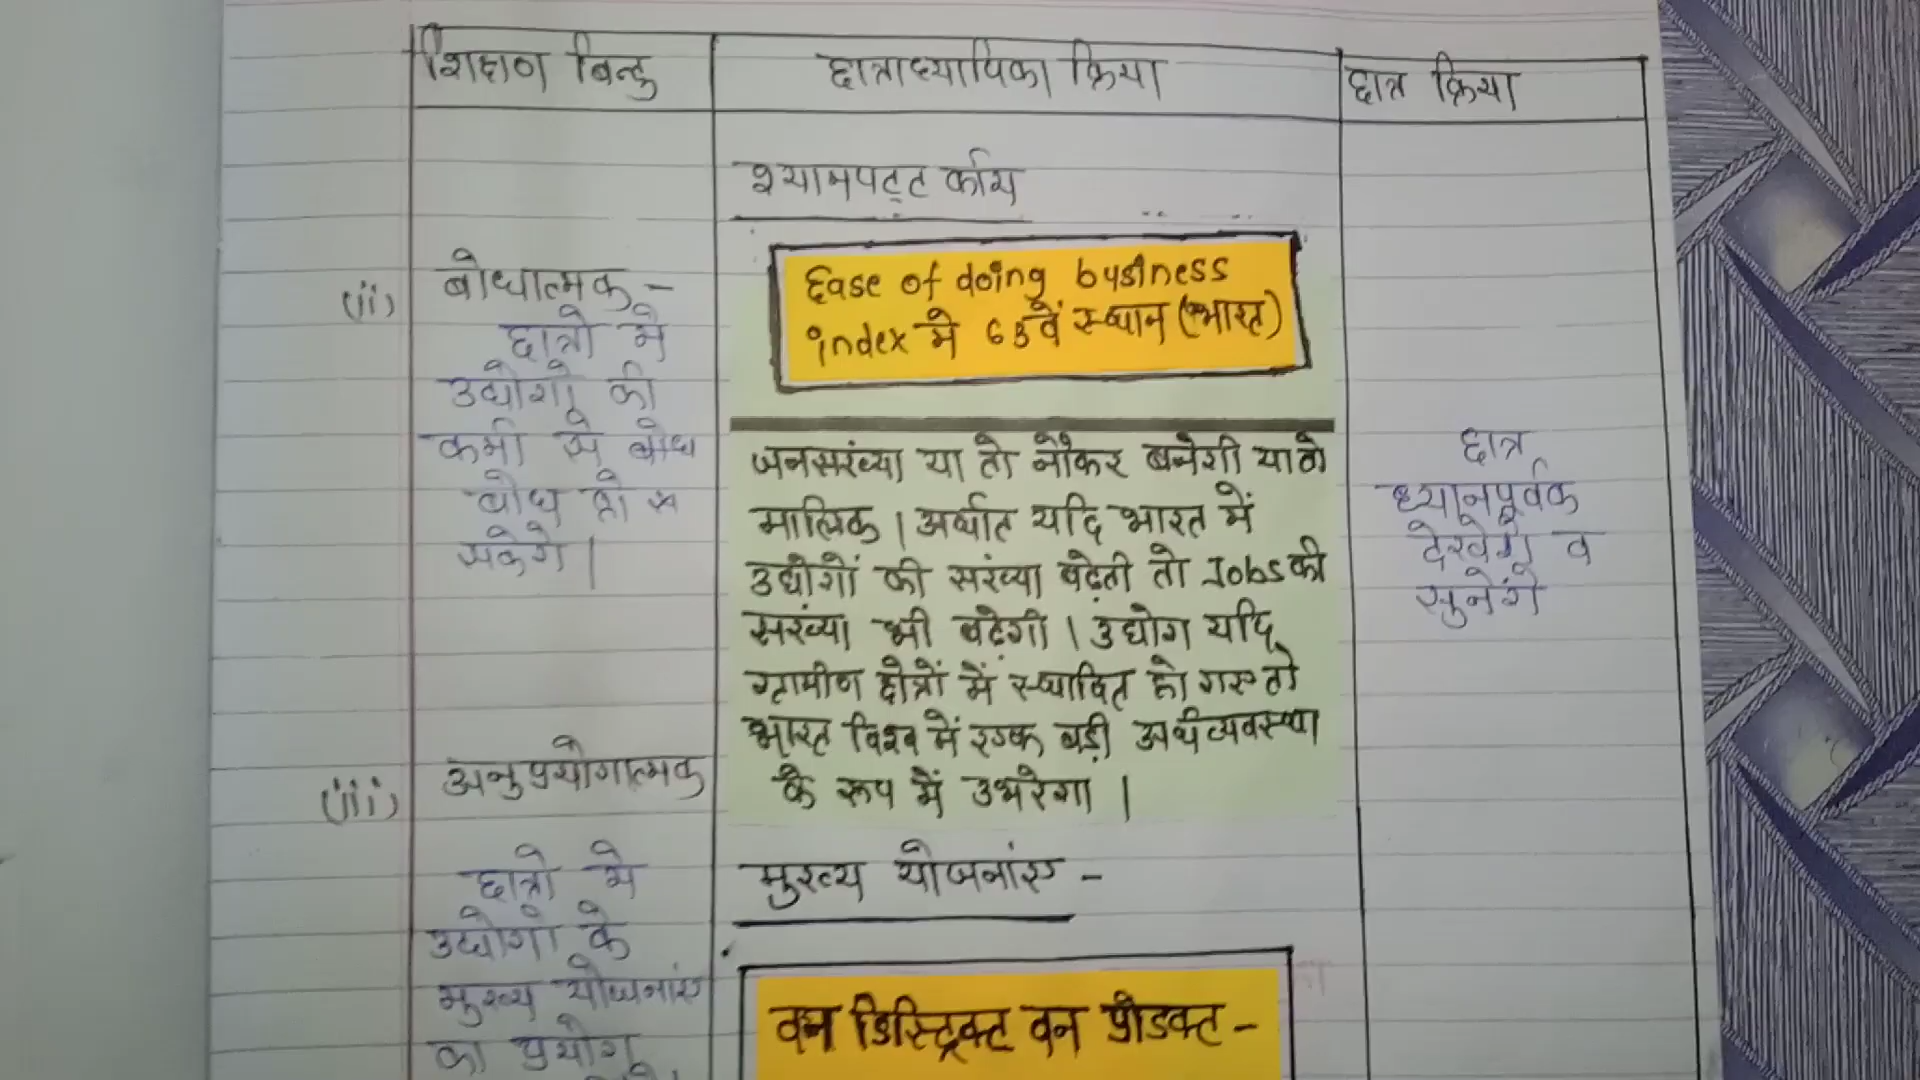 शिक्षण बिन्दु
छात्राध्यापिका क्रिया
छात्र क्रिया
श्यामपट्ट कार्य
(ii) बोधात्मक -
छात्रो मे
उद्योगो की
कमी से बोध
बोध हो
सकेगे।
Ease of doing business
index मे 63वें स्थान (भारत)
जनसंख्या या तो नौकर बनेगी या तो
मालिक। अर्थात यदि भारत में
उद्योगों की संख्या बढ़ेती तो Jobs की
संख्या भी बढ़ेगी। उद्योग यदि
ग्रामीण क्षेत्रों में स्थापित हो गए तो
भारत विश्व में एक बड़ी अर्थव्यवस्था
के रूप में उभरेगा।
छात्र
ध्यानपूर्वक
देखेगे व
सुनेंगे
(iii) अनुप्रयोगात्मक
छात्रो मे
उद्योगो के
मुख्य योजनांए
का प्रयोग
मुख्य योजनांए -
वन डिस्ट्रिक्ट वन प्रोडक्ट -